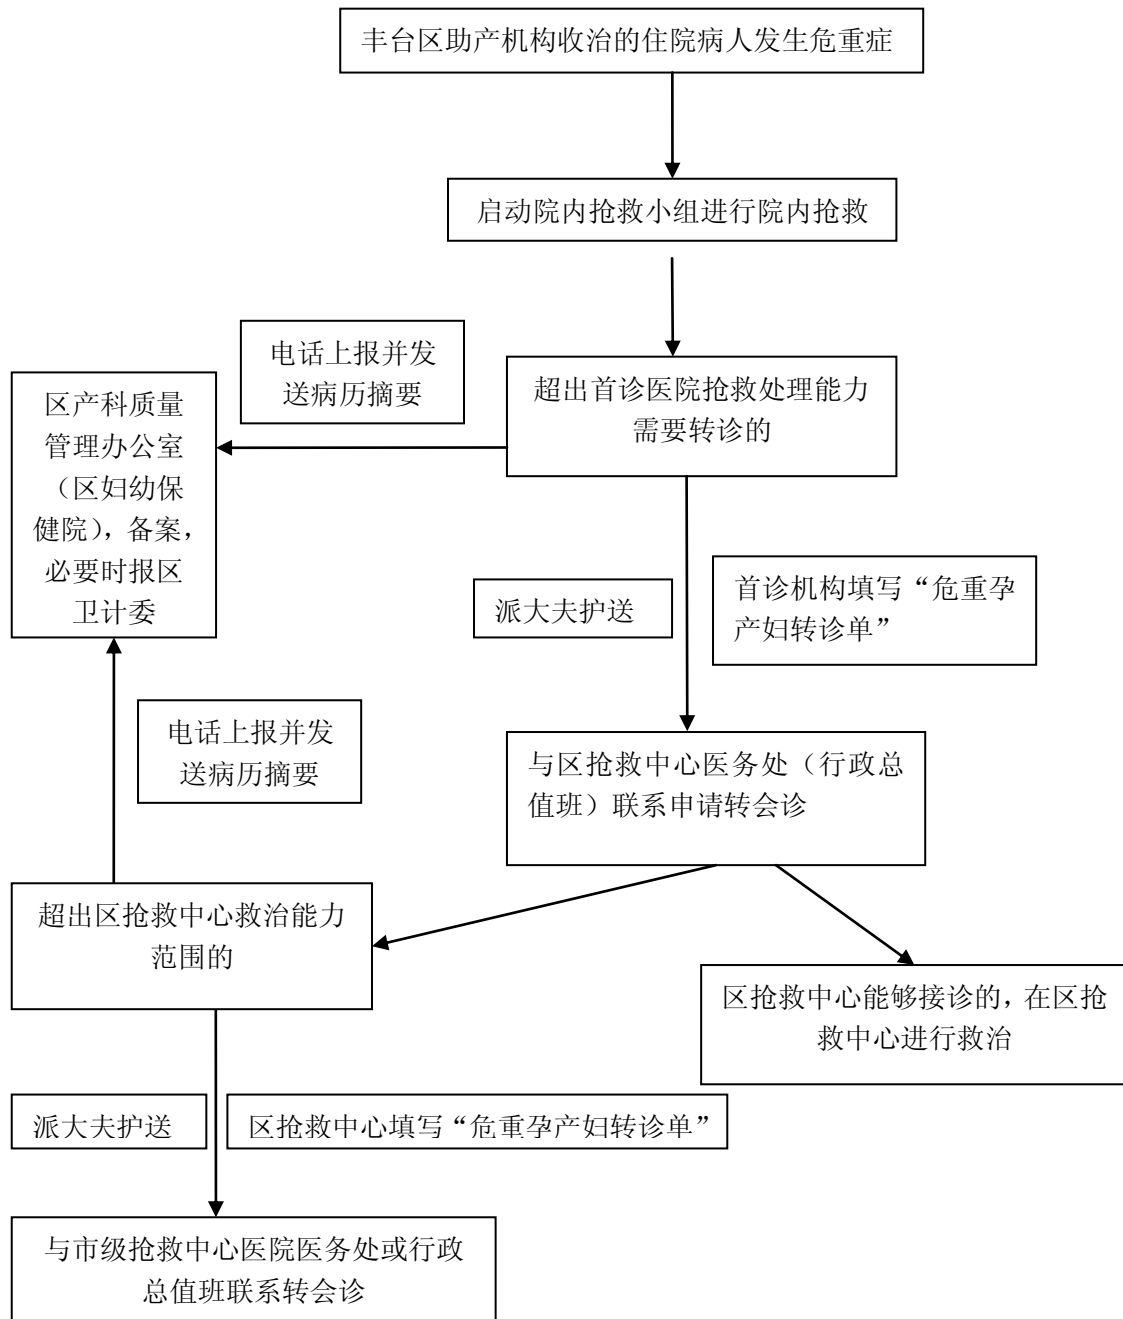 丰台区助产机构收治的住院病人发生危重症
启动院内抢救小组进行院内抢救
电话上报并发
送病历摘要
超出首诊医院抢救处理能力
需要转诊的
区产科质量
管理办公室
（区妇幼保
健院），备案，
必要时报区
卫计委
派大夫护送
首诊机构填写“危重孕
产妇转诊单”
电话上报并发
送病历摘要
与区抢救中心医务处（行政总
值班）联系申请转会诊
超出区抢救中心救治能力
范围的
区抢救中心能够接诊的，在区抢
救中心进行救治
派大夫护送
区抢救中心填写“危重孕产妇转诊单”
与市级抢救中心医院医务处或行政
总值班联系转会诊